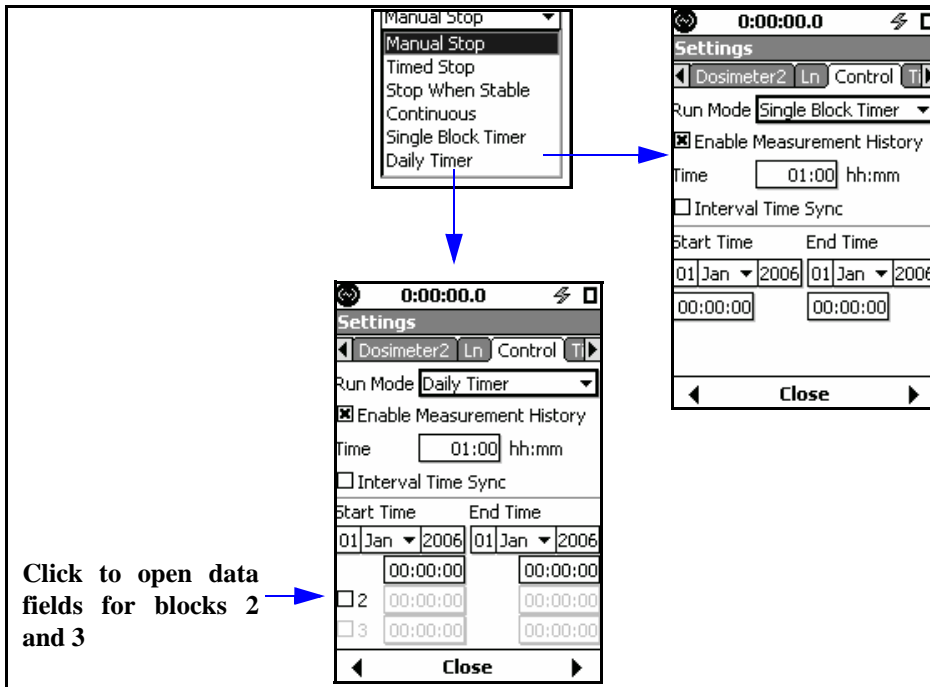 Manual Stop
Manual Stop
Timed Stop
Stop When Stable
Continuous
Single Block Timer
Daily Timer
0:00:00.0
Settings
Dosimeter2 Ln Control Ti
Run Mode Single Block Timer
Enable Measurement History
Time 01:00 hh:mm
Interval Time Sync
Start Time End Time
01 Jan 2006 01 Jan 2006
00:00:00 00:00:00
Close
0:00:00.0
Settings
Dosimeter2 Ln Control Ti
Run Mode Daily Timer
Enable Measurement History
Time 01:00 hh:mm
Interval Time Sync
Start Time End Time
01 Jan 2006 01 Jan 2006
00:00:00 00:00:00
2 00:00:00 00:00:00
3 00:00:00 00:00:00
Close
Click to open data
fields for blocks 2
and 3